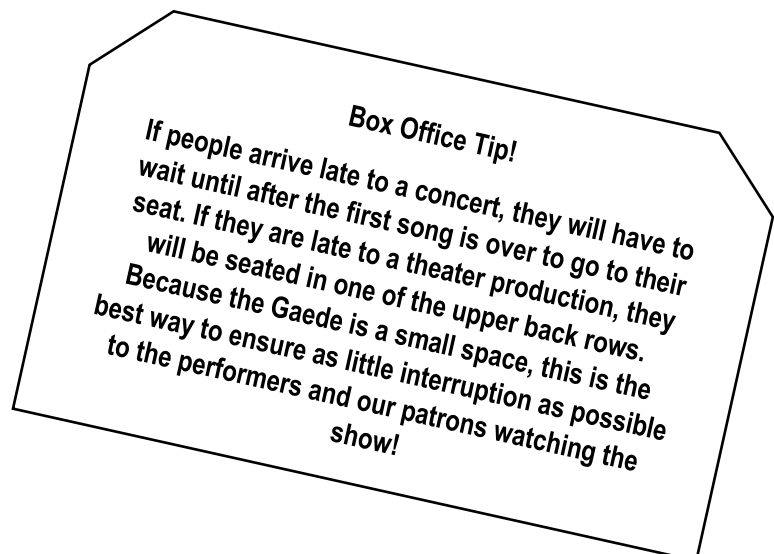 Box Office Tip!
If people arrive late to a concert, they will have to
wait until after the first song is over to go to their
seat. If they are late to a theater production, they
will be seated in one of the upper back rows.
Because the Gaede is a small space, this is the
best way to ensure as little interruption as possible
to the performers and our patrons watching the
show!